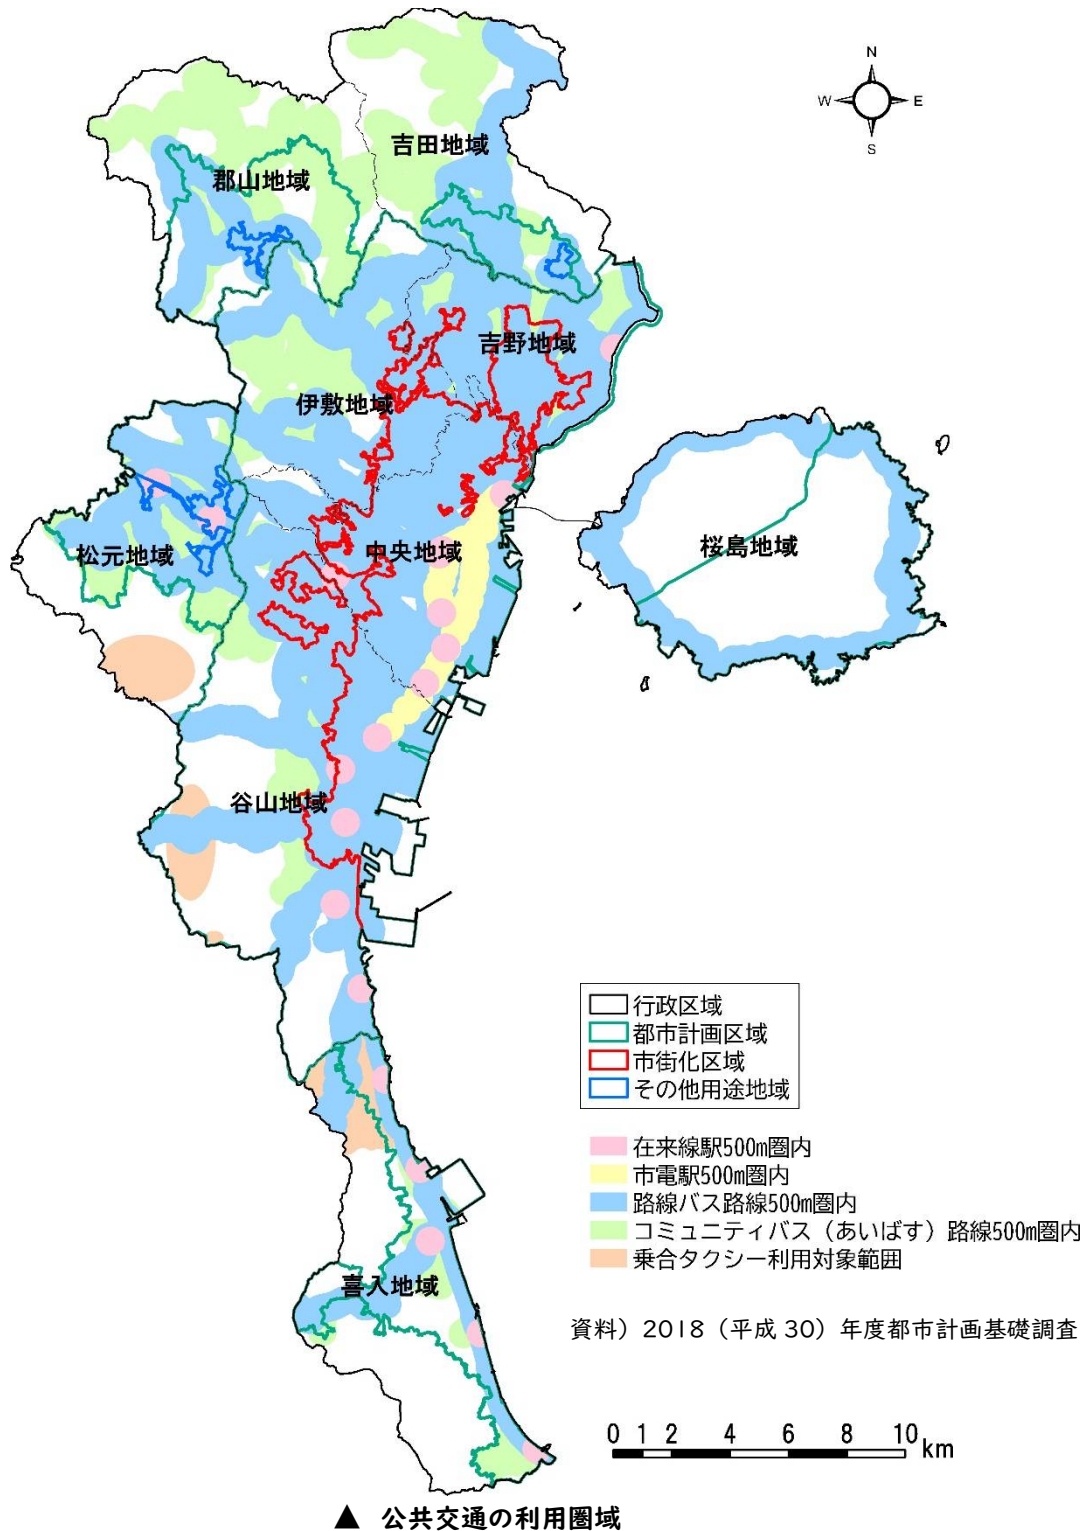 N
W
E
S
吉田地域
郡山地域
吉野地域
伊敷地域
松元地域
中央地域
桜島地域
谷山地域
行政区域
都市計画区域
市街化区域
その他用途地域
在来線駅500m圏内
市電駅500m圏内
路線バス路線500m圏内
コミュニティバス（あいばす）路線500m圏内
乗合タクシー利用対象範囲
喜入地域
資料）2018（平成30）年度都市計画基礎調査
0 1 2 4 6 8 10 km
▲ 公共交通の利用圏域